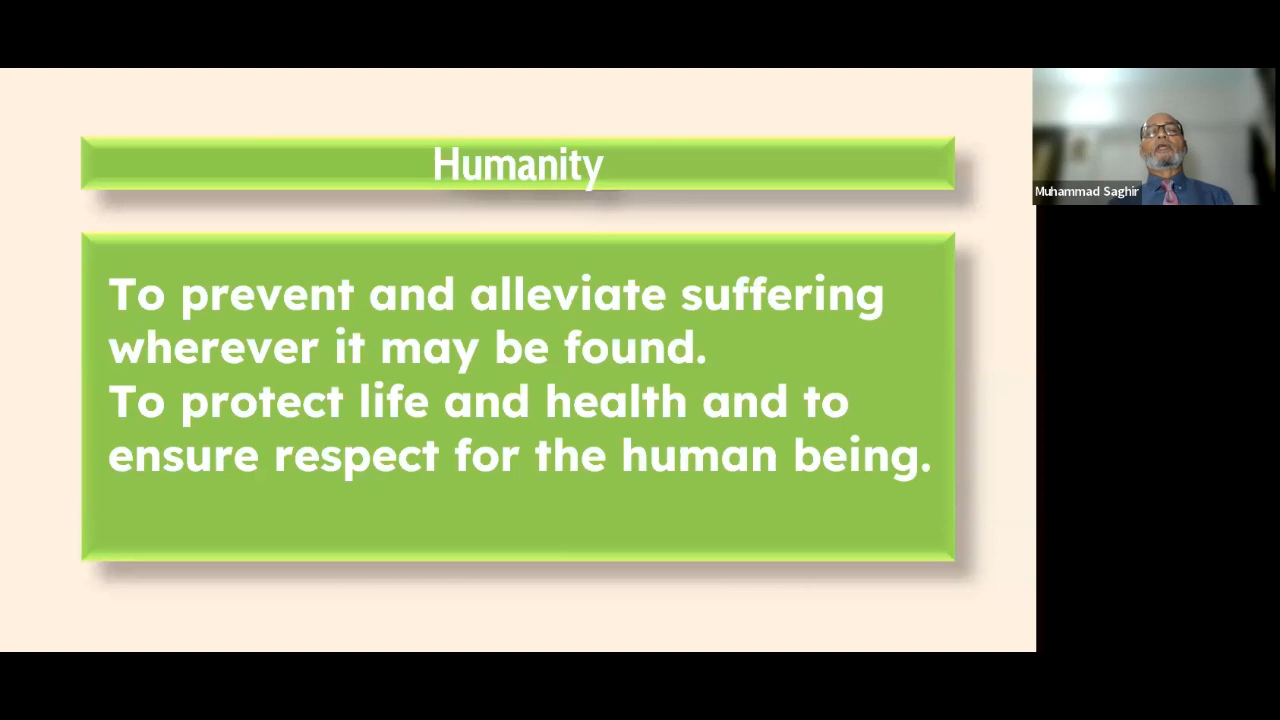 Humanity
To prevent and alleviate suffering
wherever it may be found.
To protect life and health and to
ensure respect for the human being.
Muhammad Saghir